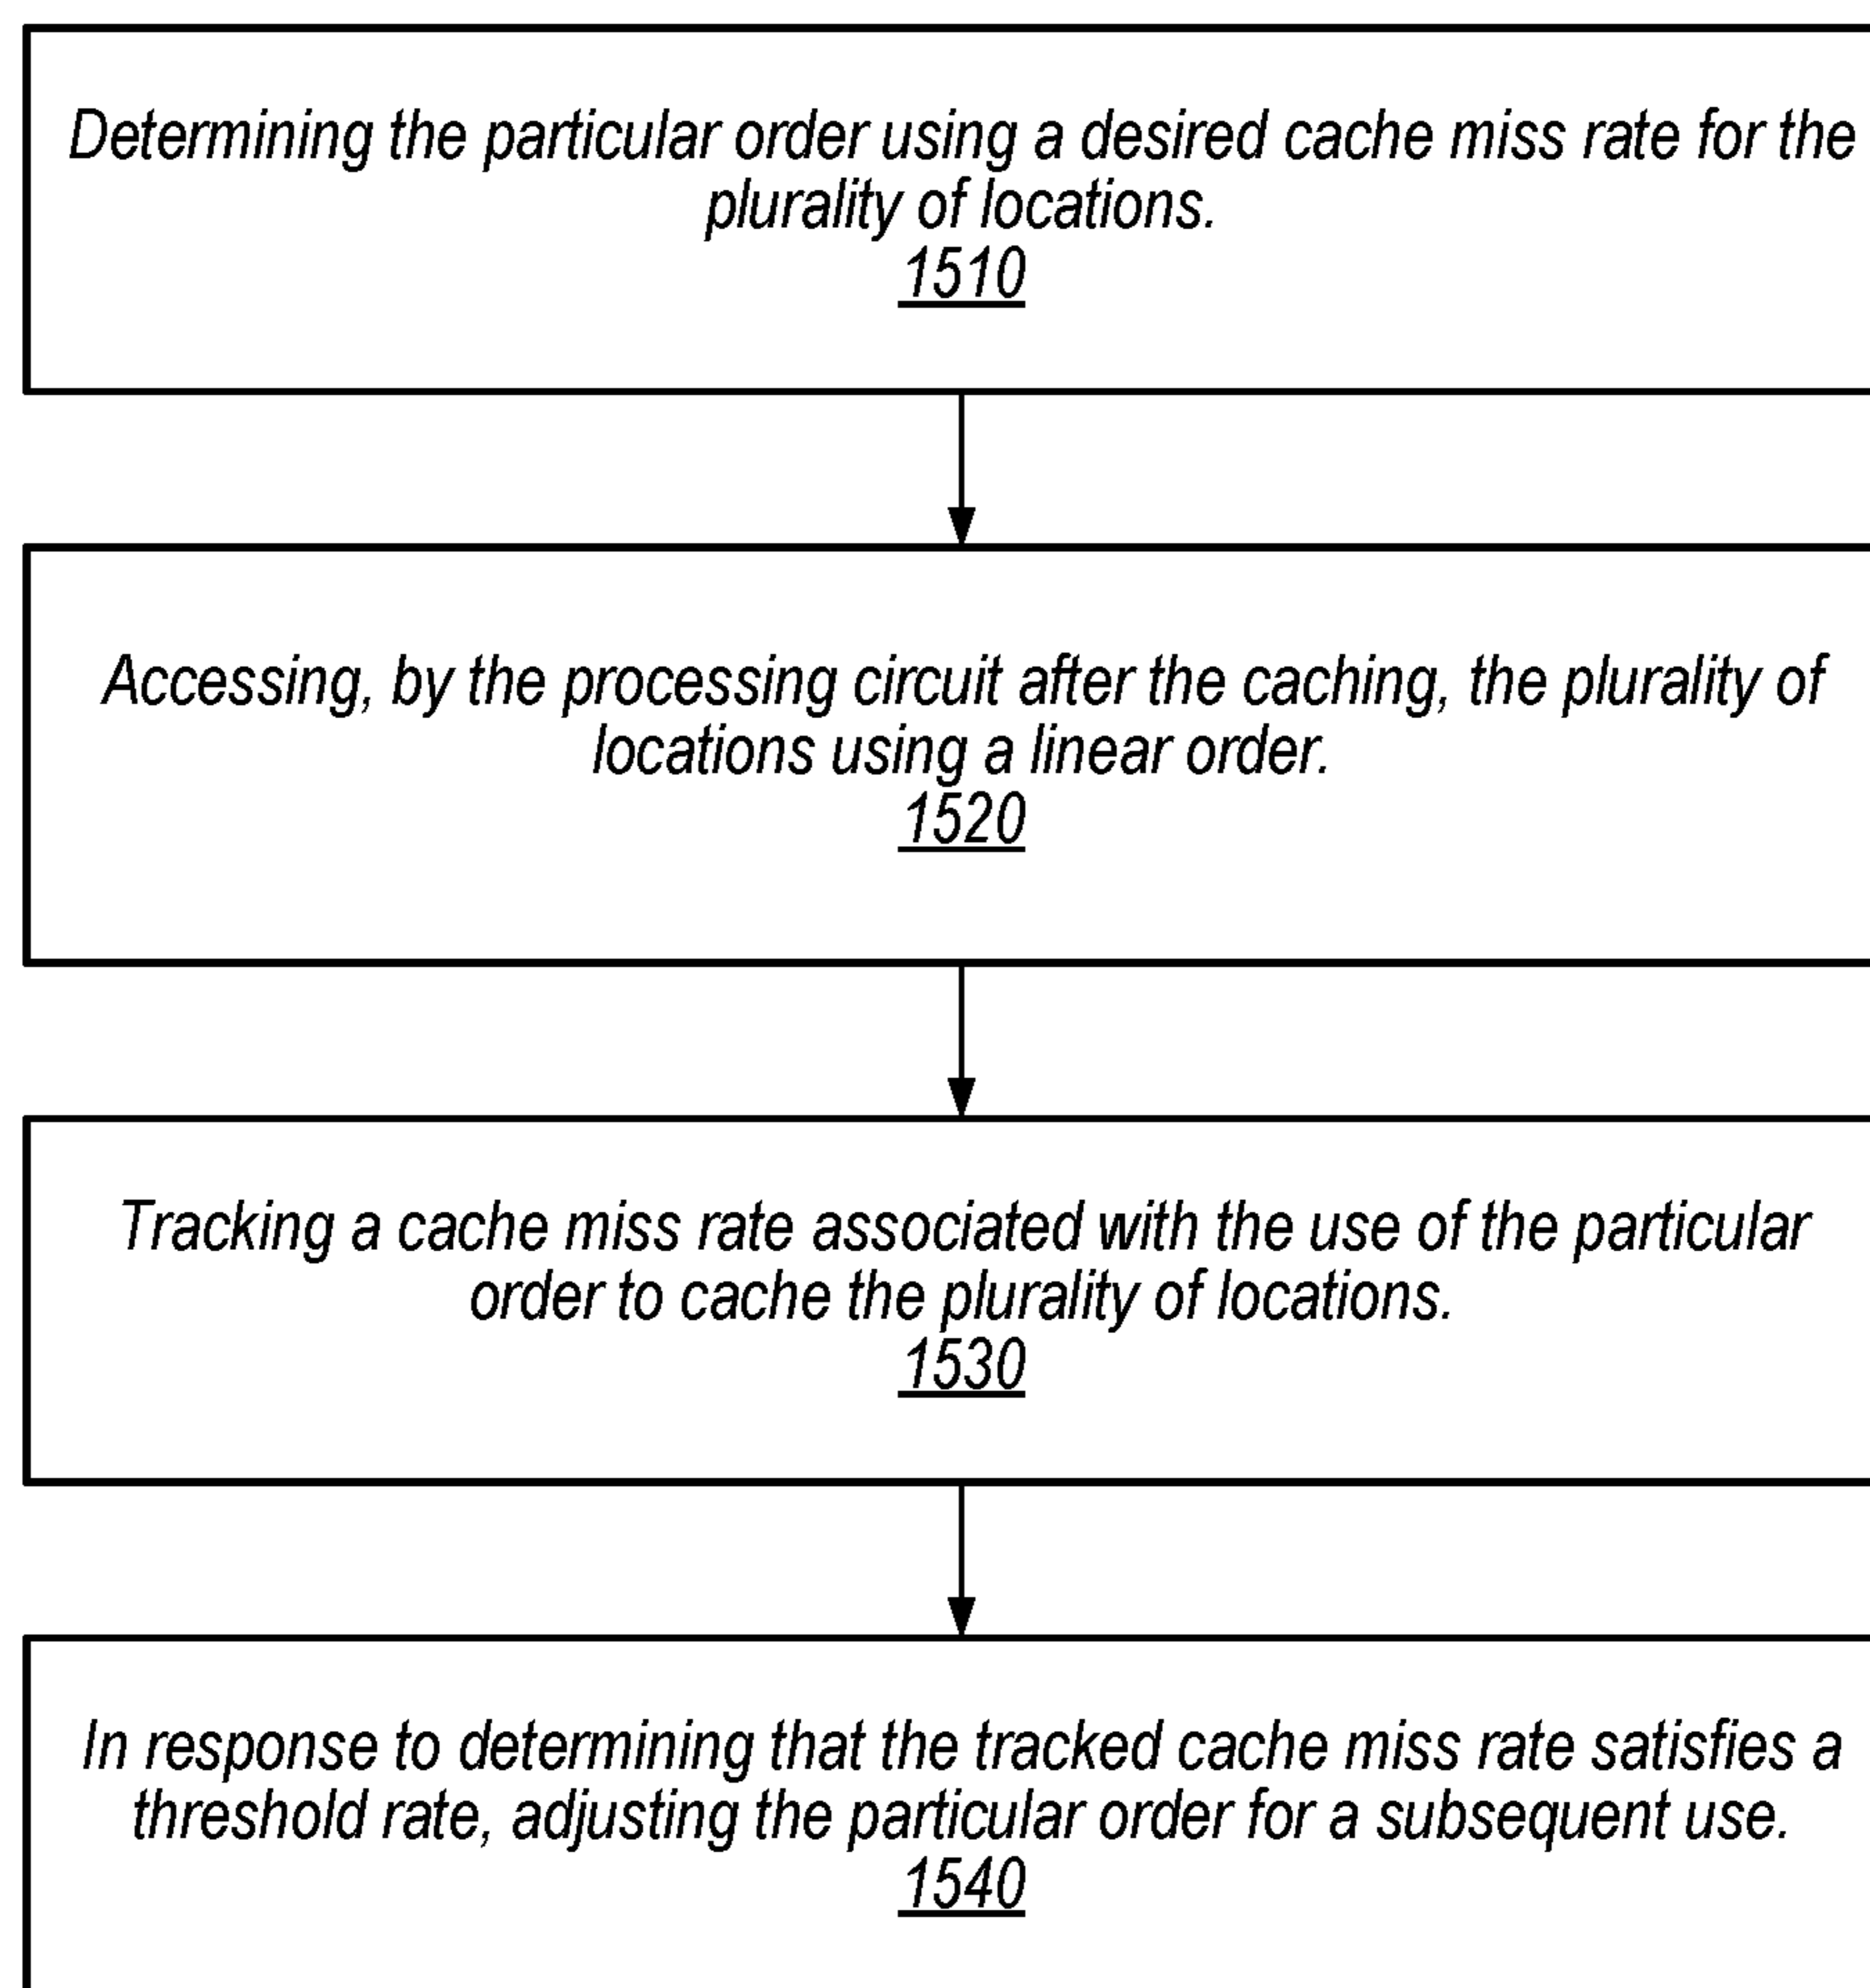 Determining the particular order using a desired cache miss rate for the
plurality of locations.
1510
Accessing, by the processing circuit after the caching, the plurality of
locations using a linear order.
1520
Tracking a cache miss rate associated with the use of the particular
order to cache the plurality of locations.
1530
In response to determining that the tracked cache miss rate satisfies a
threshold rate, adjusting the particular order for a subsequent use.
1540